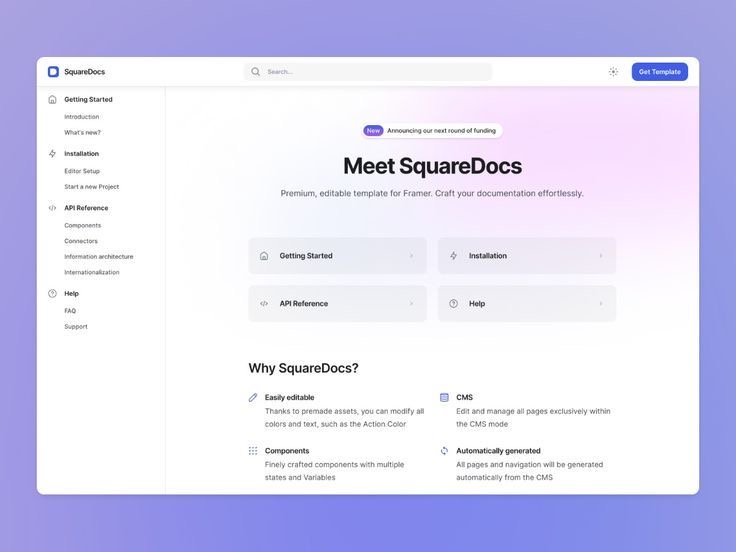 SquareDocs
Search...
Get Template
Getting Started
Introduction
What's new?
Installation
Editor Setup
Start a new Project
API Reference
Components
Connectors
Information architecture
Internationalization
Help
FAQ
Support
New Announcing our next round of funding
Meet SquareDocs
Premium, editable template for Framer. Craft your documentation effortlessly.
Getting Started
Installation
API Reference
Help
Why SquareDocs?
Easily editable
Thanks to premade assets, you can modify all
colors and text, such as the Action Color
CMS
Edit and manage all pages exclusively within
the CMS mode
Components
Finely crafted components with multiple
states and Variables
Automatically generated
All pages and navigation will be generated
automatically from the CMS